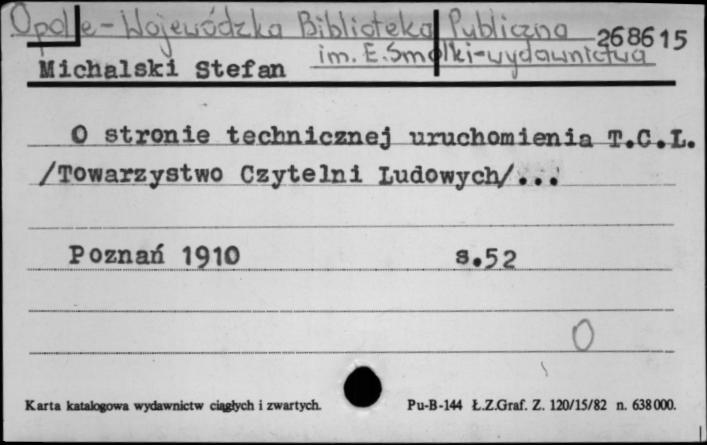 Opole - Wojewódzka Biblioteka Publiczna
im. E. Smołki - wydawnictwa
268615
Michalski Stefan
O stronie technicznej uruchomienia T.C.L.
/Towarzystwo Czytelni Ludowych/...
Poznań 1910 s.52
O
Karta katalogowa wydawnictw ciągłych i zwartych. Pu-B-144 Ł.Z.Graf. Z. 120/15/82 n. 638000.